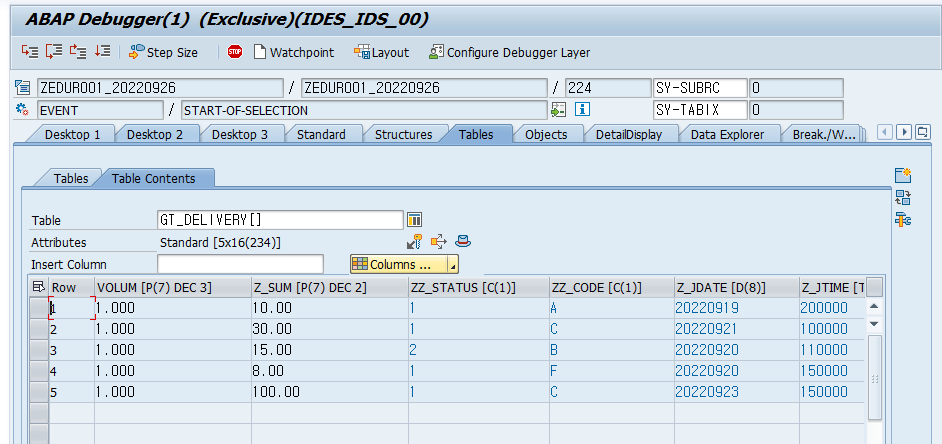 ABAP Debugger(1) (Exclusive)(IDES_IDS_00)
Step Size STOP Watchpoint Layout Configure Debugger Layer
ZEDUR001_20220926 / ZEDUR001_20220926 / 224 SY-SUBRC 0
EVENT / START-OF-SELECTION SY-TABIX 0
Desktop 1 Desktop 2 Desktop 3 Standard Structures Tables Objects DetailDisplay Data Explorer Break./W...
Tables Table Contents
Table GT_DELIVERY[]
Attributes Standard [5x16(234)]
Insert Column Columns ...
Row VOLUM [P(7) DEC 3] Z_SUM [P(7) DEC 2] ZZ_STATUS [C(1)] ZZ_CODE [C(1)] Z_JDATE [D(8)] Z_JTIME [T
1 1.000 10.00 1 A 20220919 200000
2 1.000 30.00 1 C 20220921 100000
3 1.000 15.00 2 B 20220920 110000
4 1.000 8.00 1 F 20220920 150000
5 1.000 100.00 1 C 20220923 150000